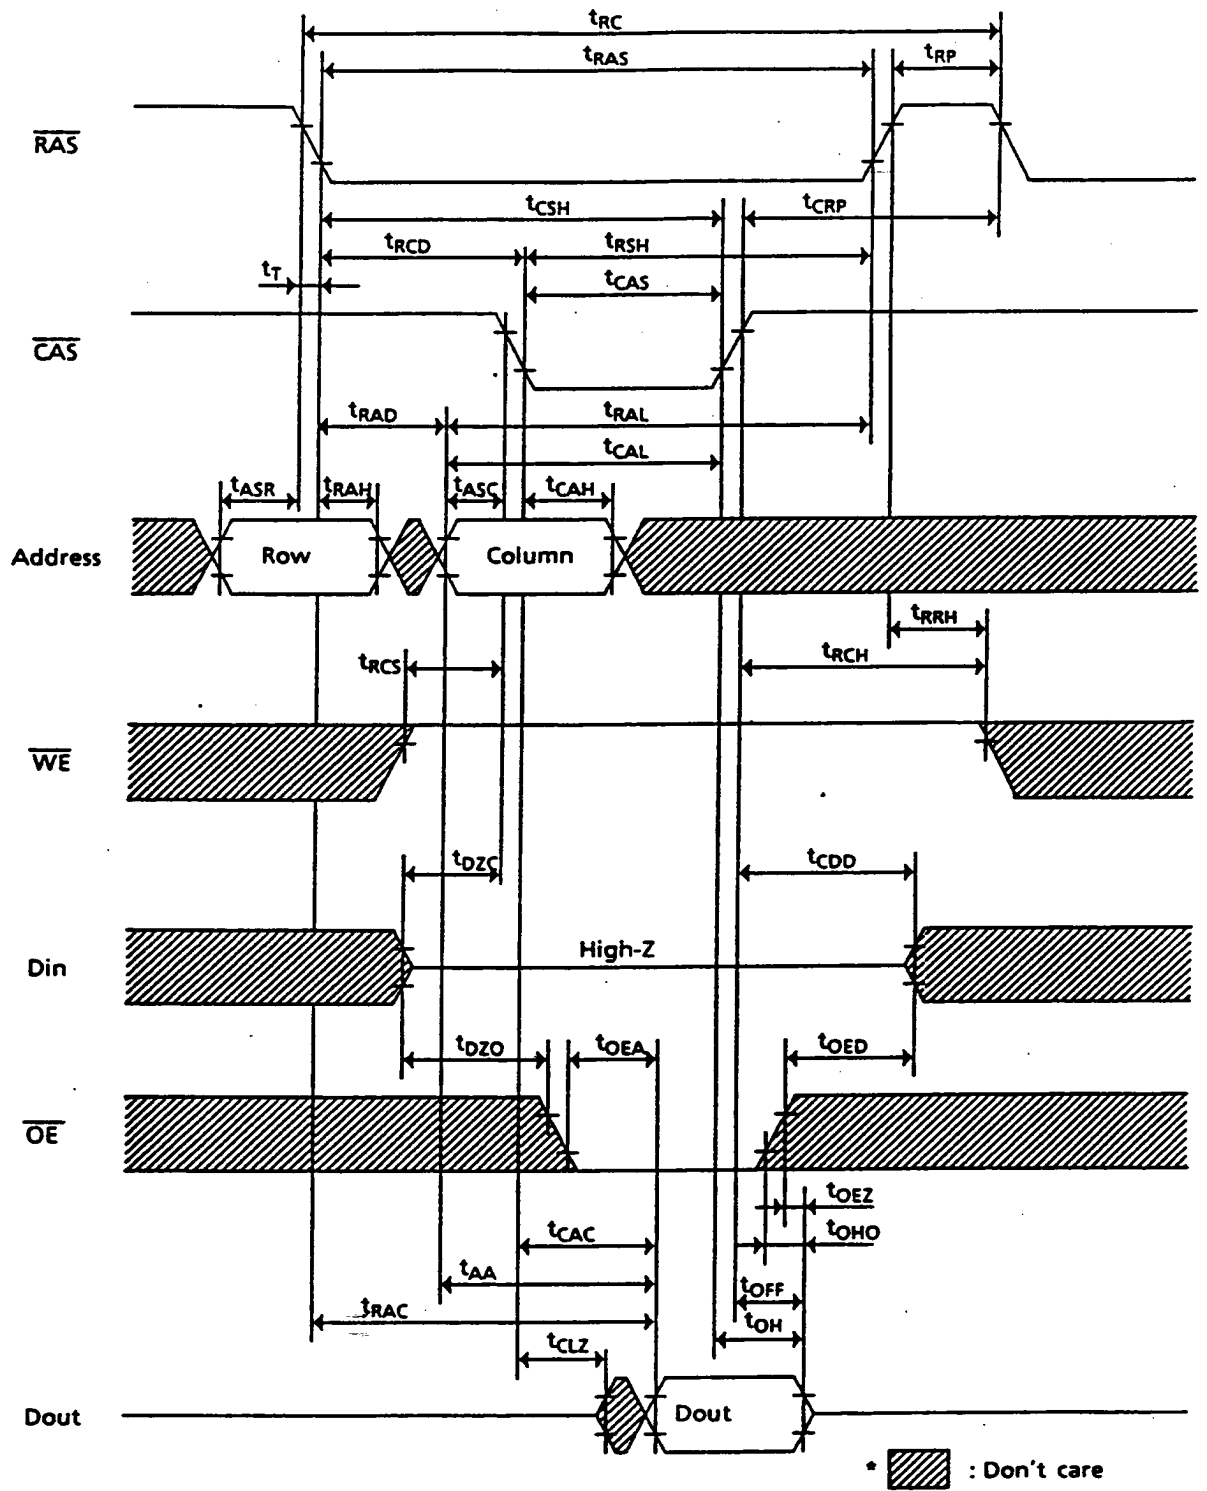 tRC
tRAS
tRP
RAS
tCSH
tCRP
tRCD
tRSH
tT
tCAS
CAS
tRAD
tRAL
tCAL
tASR
tRAH
tASC
tCAH
Address
Row
Column
tRRH
tRCS
tRCH
WE
tDZC
tCDD
Din
High-Z
tDZO
tOEA
tOED
OE
tOEZ
tCAC
tOHO
tAA
tOFF
tRAC
tOH
tCLZ
Dout
Dout
* : Don't care